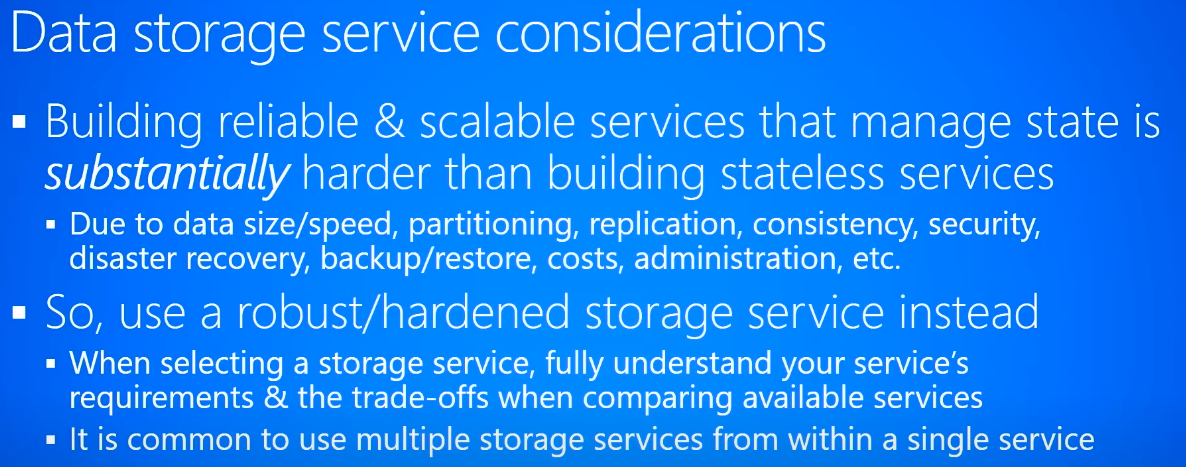 Data storage service considerations
▪ Building reliable & scalable services that manage state is
substantially harder than building stateless services
▪ Due to data size/speed, partitioning, replication, consistency, security,
disaster recovery, backup/restore, costs, administration, etc.
▪ So, use a robust/hardened storage service instead
▪ When selecting a storage service, fully understand your service’s
requirements & the trade-offs when comparing available services
▪ It is common to use multiple storage services from within a single service